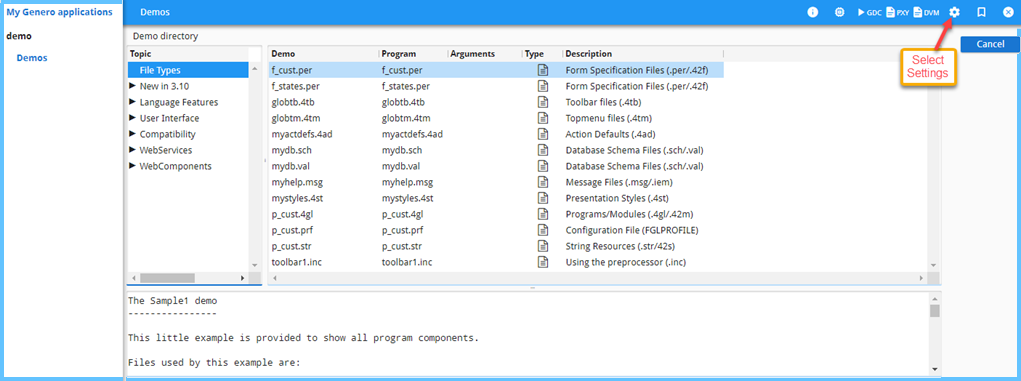 My Genero applications
Demos
GDC PXY DVM
demo
Demos
Demo directory
Cancel
Select
Settings
Topic
File Types
New in 3.10
Language Features
User Interface
Compatibility
WebServices
WebComponents
Demo Program Arguments Type Description
f_cust.per f_cust.per Form Specification Files (.per/.42f)
f_states.per f_states.per Form Specification Files (.per/.42f)
globtb.4tb globtb.4tb Toolbar files (.4tb)
globtm.4tm globtm.4tm Topmenu files (.4tm)
myactdefs.4ad myactdefs.4ad Action Defaults (.4ad)
mydb.sch mydb.sch Database Schema Files (.sch/.val)
mydb.val mydb.val Database Schema Files (.sch/.val)
myhelp.msg myhelp.msg Message Files (.msg/.iem)
mystyles.4st mystyles.4st Presentation Styles (.4st)
p_cust.4gl p_cust.4gl Programs/Modules (.4gl/.42m)
p_cust.prf p_cust.prf Configuration File (FGLPROFILE)
p_cust.str p_cust.str String Resources (.str/42s)
toolbar1.inc toolbar1.inc Using the preprocessor (.inc)
The Sample1 demo
----------------
This little example is provided to show all program components.
Files used by this example are: